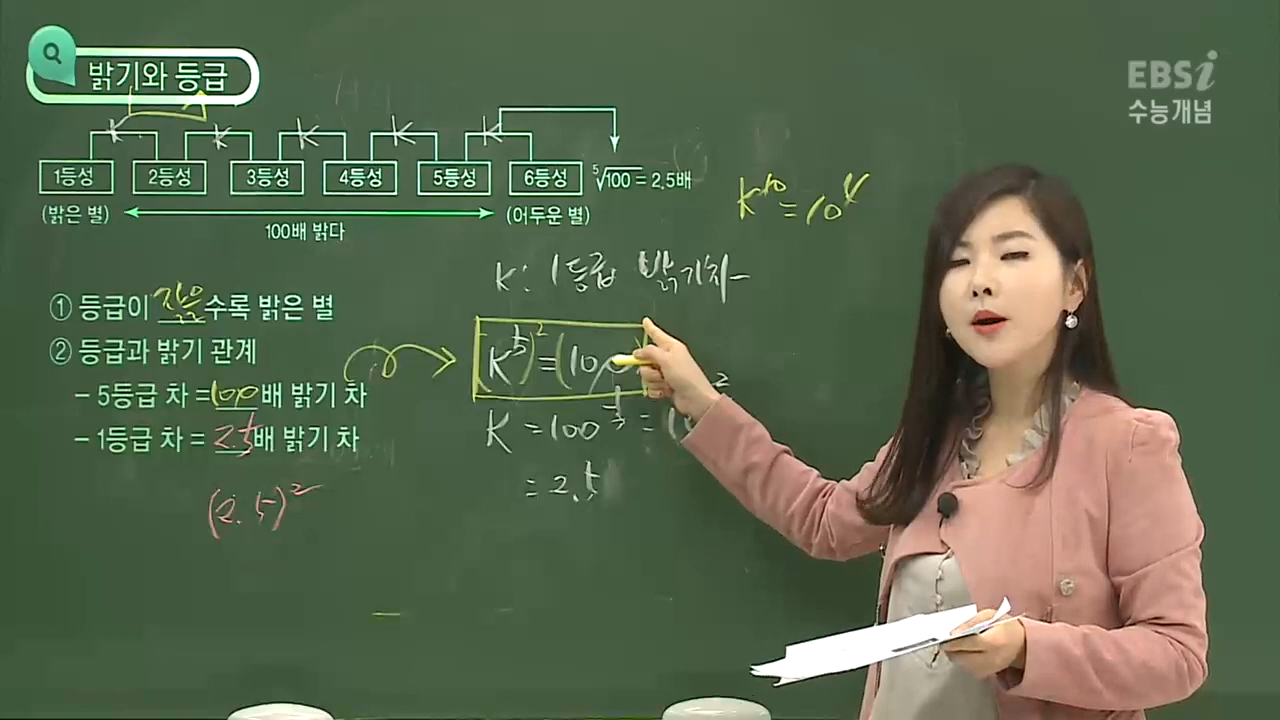 밝기와 등급
EBSi
수능개념
K K K K K
1등성 2등성 3등성 4등성 5등성 6등성 ⁵√100 = 2.5배
(밝은 별) (어두운 별)
100배 밝다
K¹⁰ = 10⁴
K : 1등급 밝기차
① 등급이 작을수록 밝은 별
② 등급과 밝기 관계
(K⁵)² = (100
- 5등급 차 = 100배 밝기 차
K = 100
- 1등급 차 = 2.5배 밝기 차
= 2.5
(2.5)²